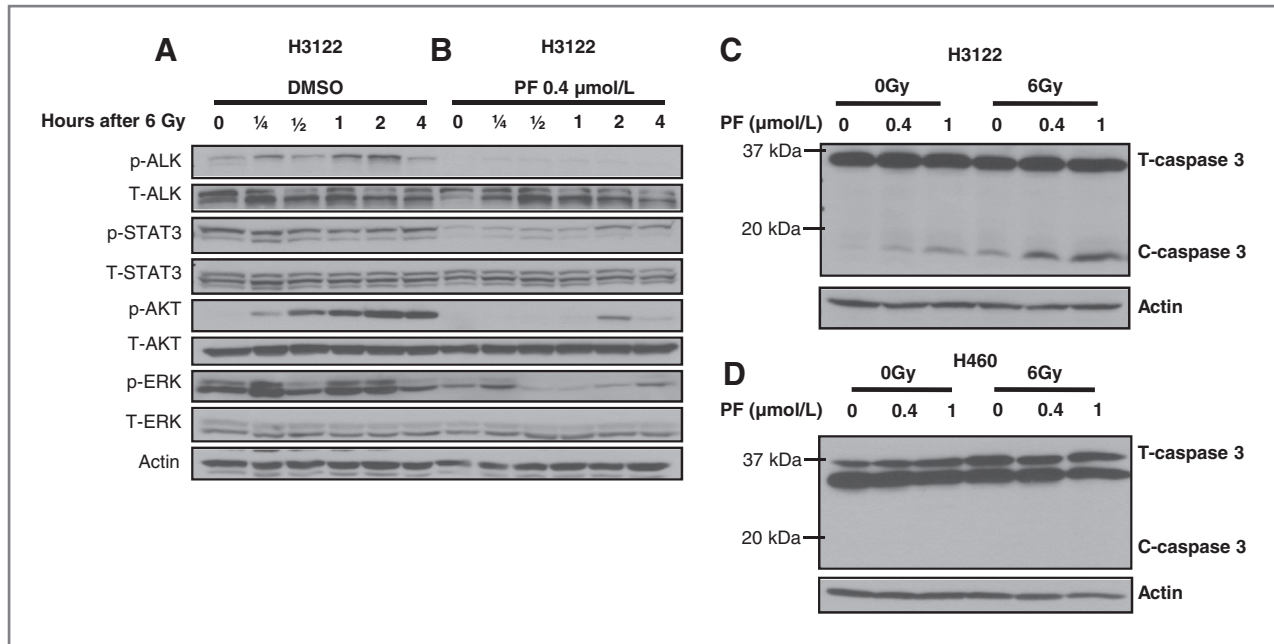 A H3122 B H3122
DMSO PF 0.4 µmol/L
Hours after 6 Gy 0 ¼ ½ 1 2 4 0 ¼ ½ 1 2 4
p-ALK
T-ALK
p-STAT3
T-STAT3
p-AKT
T-AKT
p-ERK
T-ERK
Actin
C
H3122
0Gy 6Gy
PF (µmol/L) 0 0.4 1 0 0.4 1
37 kDa T-caspase 3
20 kDa
C-caspase 3
Actin
D H460
0Gy 6Gy
PF (µmol/L) 0 0.4 1 0 0.4 1
37 kDa T-caspase 3
20 kDa
C-caspase 3
Actin